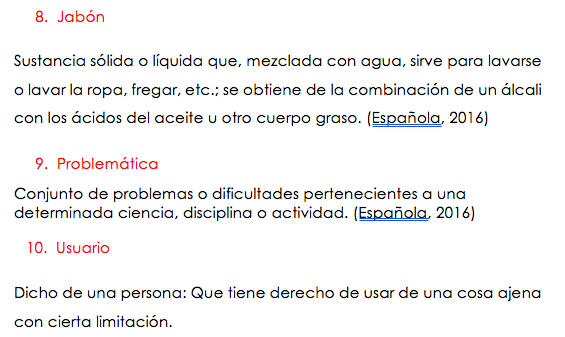 8. Jabón
Sustancia sólida o líquida que, mezclada con agua, sirve para lavarse
o lavar la ropa, fregar, etc.; se obtiene de la combinación de un álcali
con los ácidos del aceite u otro cuerpo graso. (Española, 2016)
9. Problemática
Conjunto de problemas o dificultades pertenecientes a una
determinada ciencia, disciplina o actividad. (Española, 2016)
10. Usuario
Dicho de una persona: Que tiene derecho de usar de una cosa ajena
con cierta limitación.